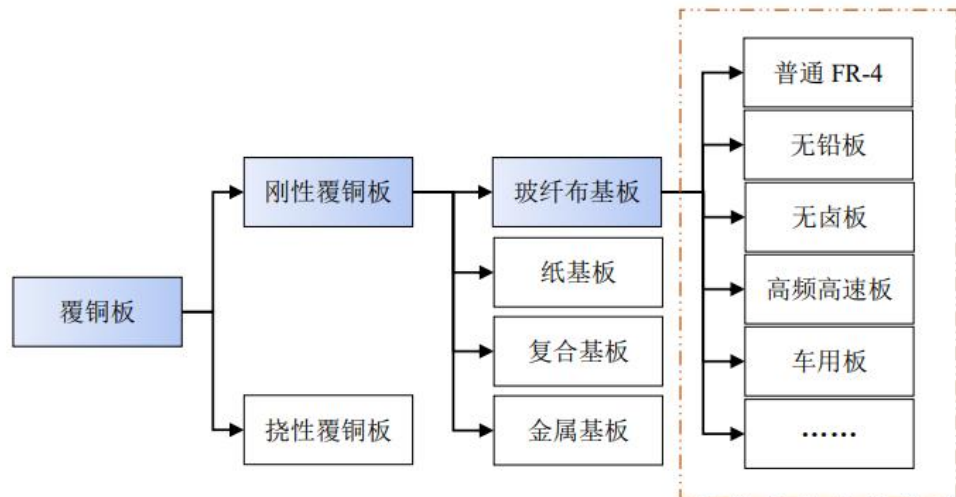 普通 FR-4
无铅板
刚性覆铜板
玻纤布基板
无卤板
纸基板
高频高速板
覆铜板
复合基板
车用板
挠性覆铜板
金属基板
……